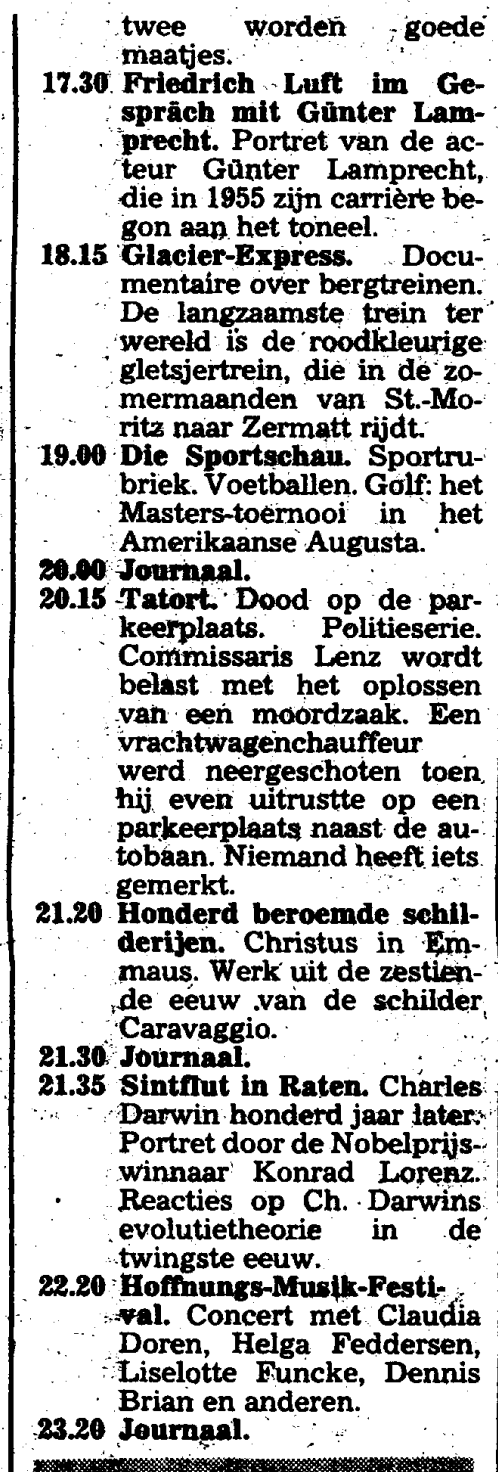 twee worden goede
maatjes.
17.30 Friedrich Luft im Ge-
spräch mit Günter Lam-
precht. Portret van de ac-
teur Günter Lamprecht,
die in 1955 zijn carrière be-
gon aan het toneel.
18.15 Glacier-Express. Docu-
mentaire over bergtreinen.
De langzaamste trein ter
wereld is de roodkleurige
gletsjertrein, die in de zo-
mermaanden van St.-Mo-
ritz naar Zermatt rijdt.
19.00 Die Sportschau. Sportru-
briek. Voetballen. Golf: het
Masters-toernooi in het
Amerikaanse Augusta.
20.00 Journaal.
20.15 Tatort. Dood op de par-
keerplaats. Politieserie.
Commissaris Lenz wordt
belast met het oplossen
van een moordzaak. Een
vrachtwagenchauffeur
werd neergeschoten toen
hij even uitrustte op een
parkeerplaats naast de au-
tobaan. Niemand heeft iets
gemerkt.
21.20 Honderd beroemde schil-
derijen. Christus in Em-
maus. Werk uit de zestien-
de eeuw van de schilder
Caravaggio.
21.30 Journaal.
21.35 Sintflut in Raten. Charles
Darwin honderd jaar later.
Portret door de Nobelprijs-
winnaar Konrad Lorenz.
Reacties op Ch. Darwins
evolutietheorie in de
twingste eeuw.
22.20 Hoffnungs-Musik-Festi-
val. Concert met Claudia
Doren, Helga Feddersen,
Liselotte Funcke, Dennis
Brian en anderen.
23.20 Journaal.